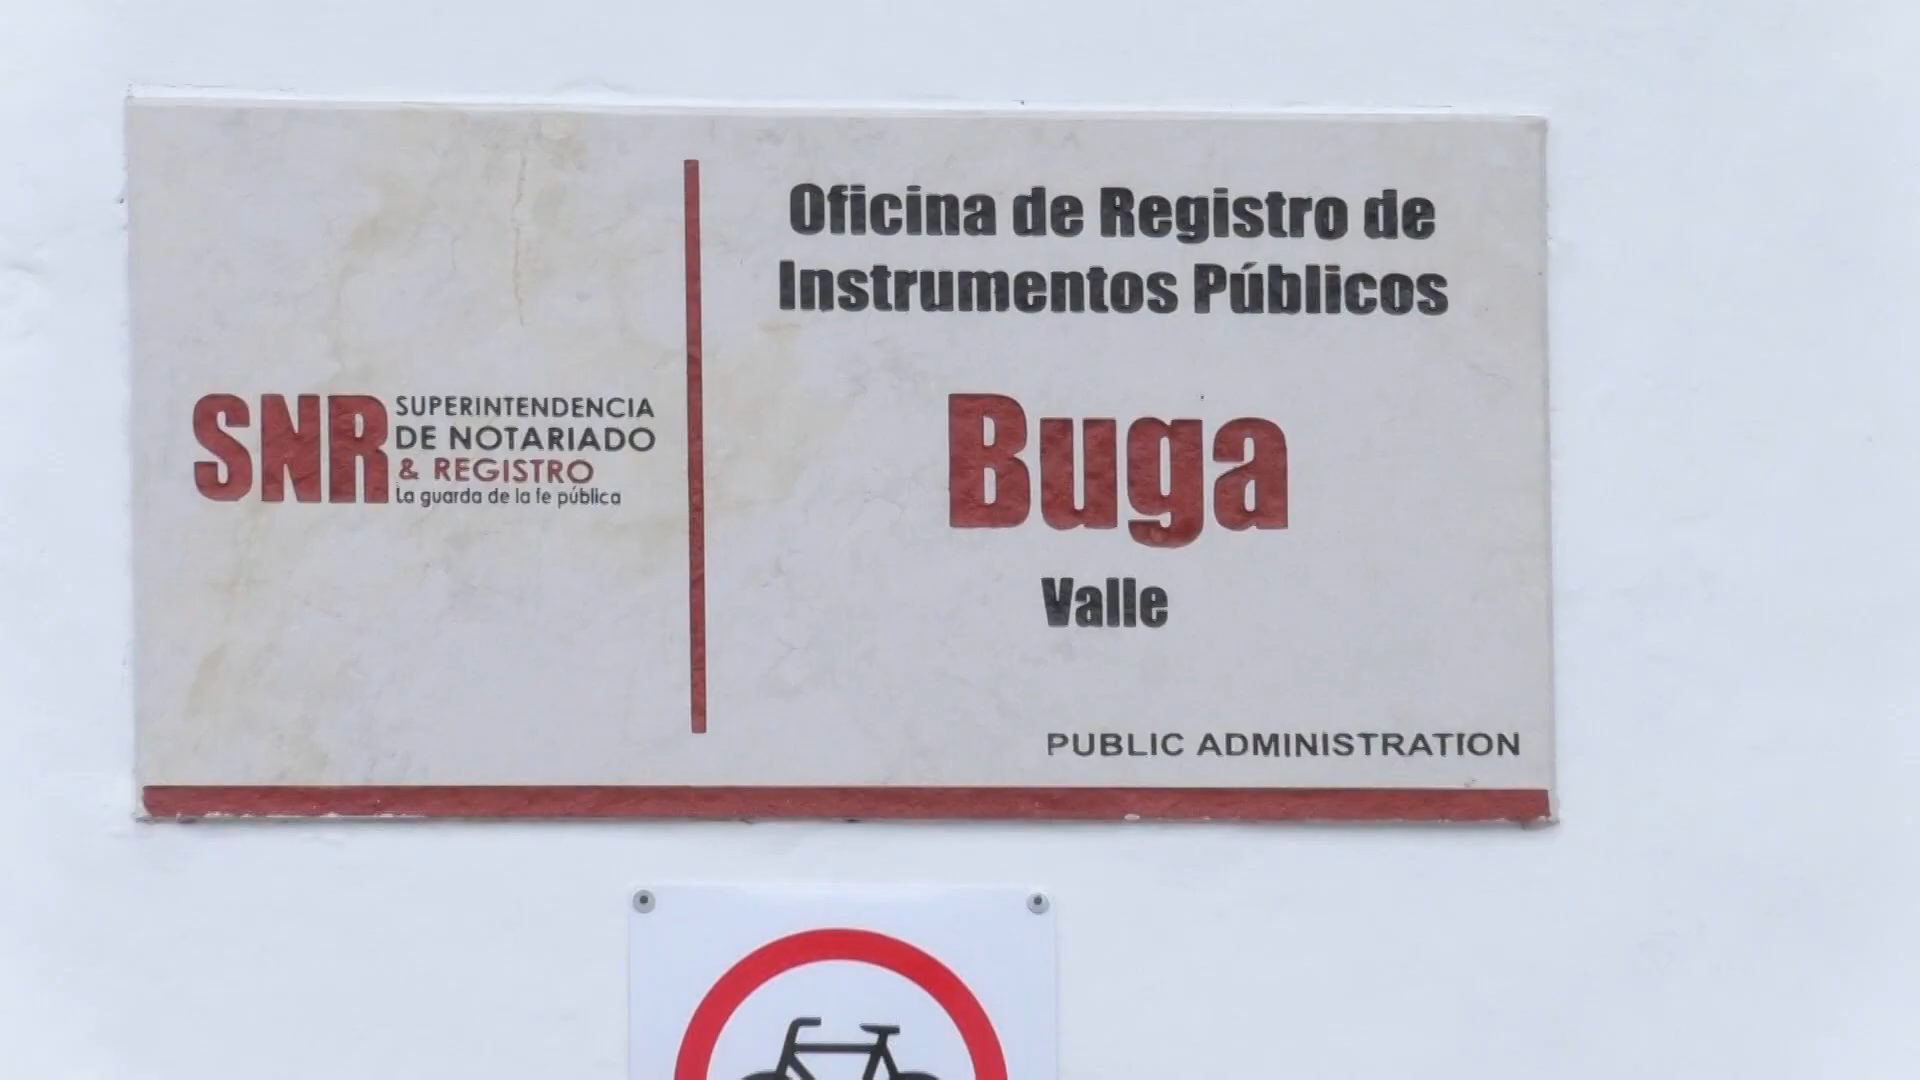 SNR
SUPERINTENDENCIA
DE NOTARIADO
& REGISTRO
La guarda de la fe pública
Oficina de Registro de
Instrumentos Públicos
Buga
Valle
PUBLIC ADMINISTRATION